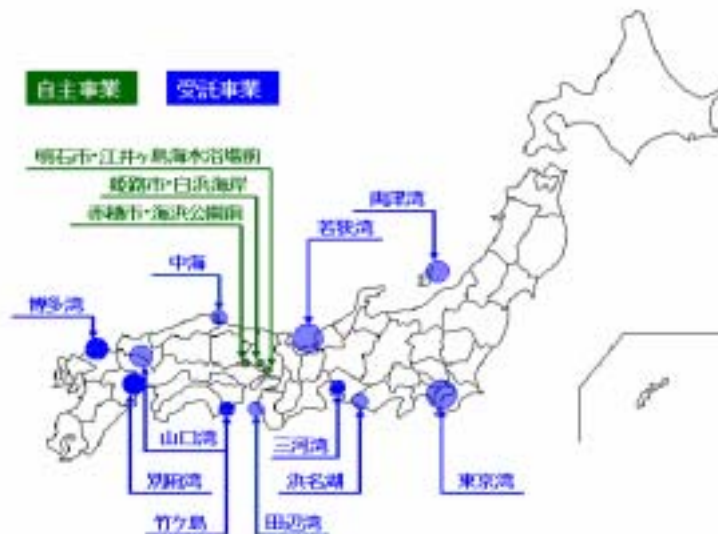 自主事業
受託事業
明石市・江井ヶ島海水浴場前
姫路市・白浜海岸
赤穂市・海浜公園前
両津湾
若狭湾
中海
博多湾
山口湾
三河湾
別府湾
浜名湖
東京湾
竹ケ島
田辺湾